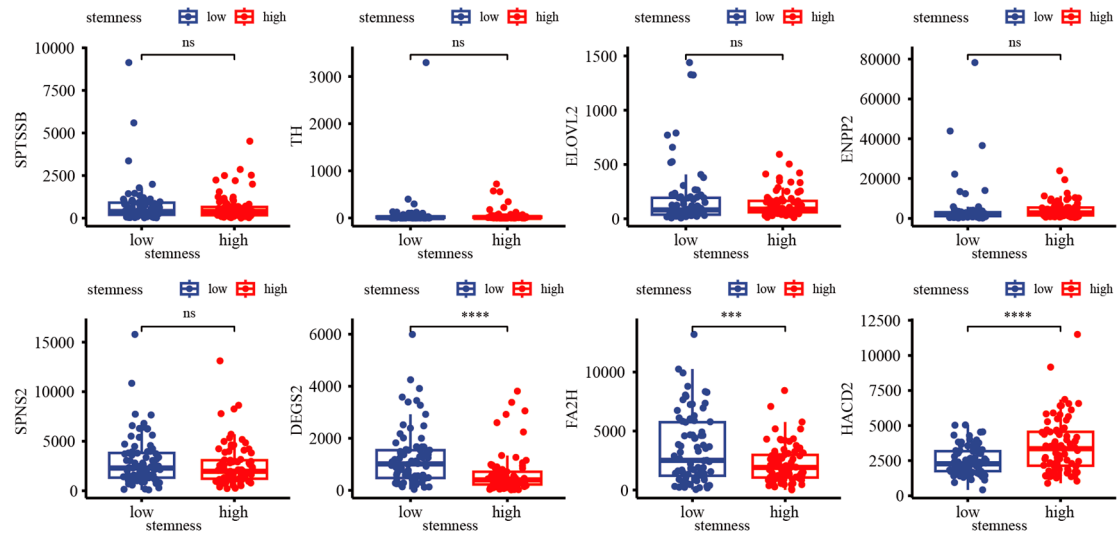 stemness low high
ns
SPTSSB
10000
7500
5000
2500
0
low high
stemness
stemness low high
ns
TH
3000
2000
1000
0
low high
stemness
stemness low high
ns
ELOVL2
1500
1000
500
0
low high
stemness
stemness low high
ns
ENPP2
80000
60000
40000
20000
0
low high
stemness
stemness low high
ns
SPNS2
15000
10000
5000
0
low high
stemness
stemness low high
****
DEGS2
6000
4000
2000
0
low high
stemness
stemness low high
***
FA2H
10000
5000
0
low high
stemness
stemness low high
****
HACD2
12500
10000
7500
5000
2500
0
low high
stemness